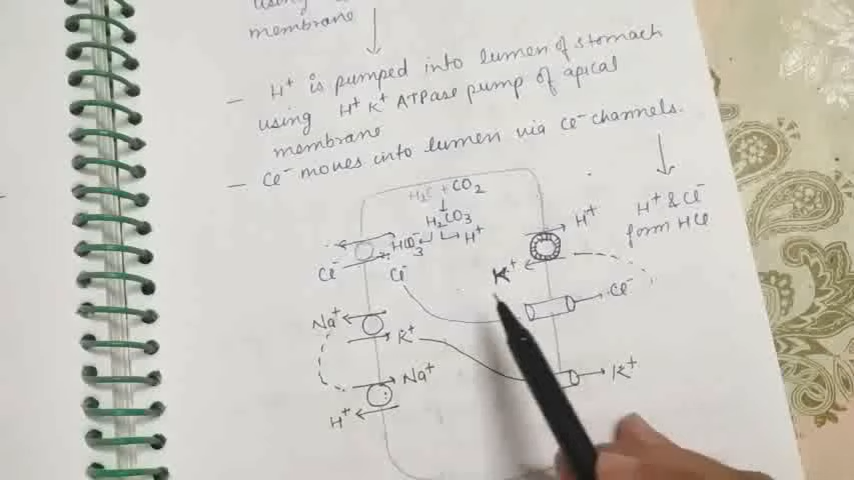 using
membrane
- H⁺ is pumped into lumen of stomach
using H⁺ K⁺ ATPase pump of apical
membrane
- Cl⁻ moves into lumen via Cl⁻ channels.
H⁺ & Cl⁻
form HCl
+ CO₂
H₂CO₃
HCO₃⁻ H⁺
H⁺
Cl⁻ Cl⁻
K⁺
Cl⁻
Na⁺
K⁺
K⁺
Na⁺
H⁺